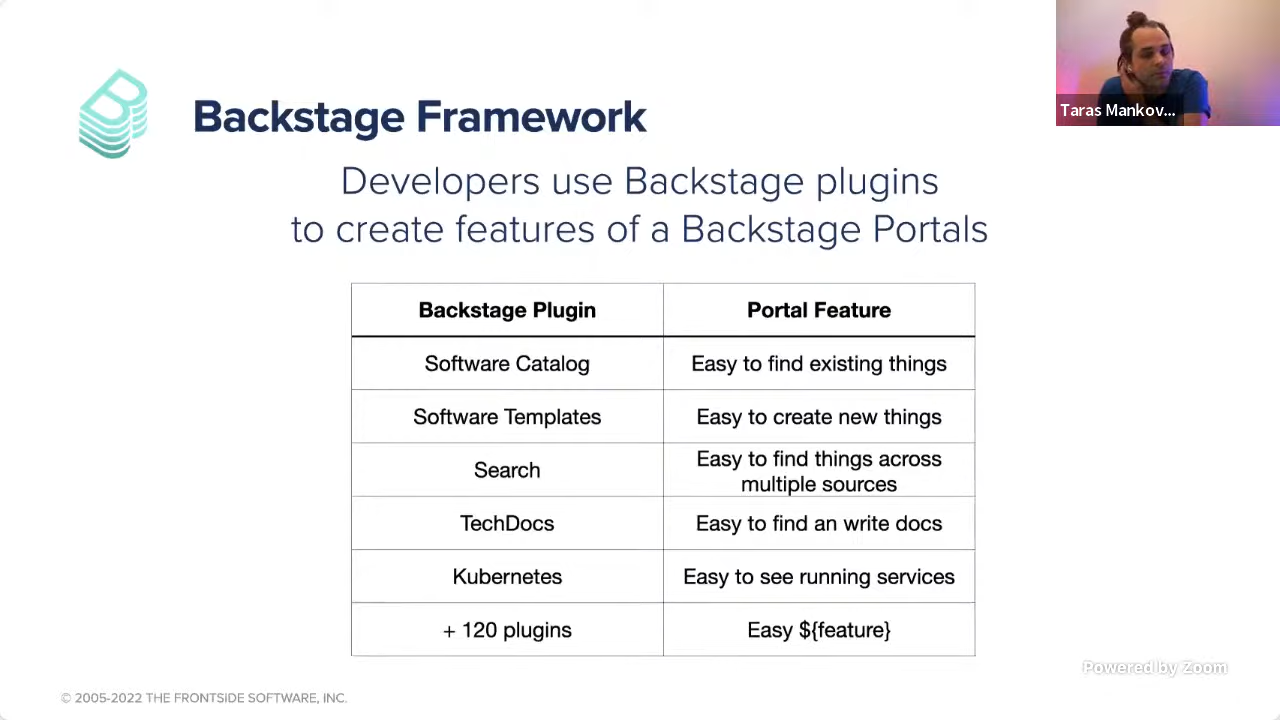 Backstage Framework
Developers use Backstage plugins
to create features of a Backstage Portals
Backstage Plugin
Portal Feature
Software Catalog
Easy to find existing things
Software Templates
Easy to create new things
Search
Easy to find things across
multiple sources
TechDocs
Easy to find an write docs
Kubernetes
Easy to see running services
+ 120 plugins
Easy ${feature}
Taras Mankov...
Powered by Zoom
© 2005-2022 THE FRONTSIDE SOFTWARE, INC.